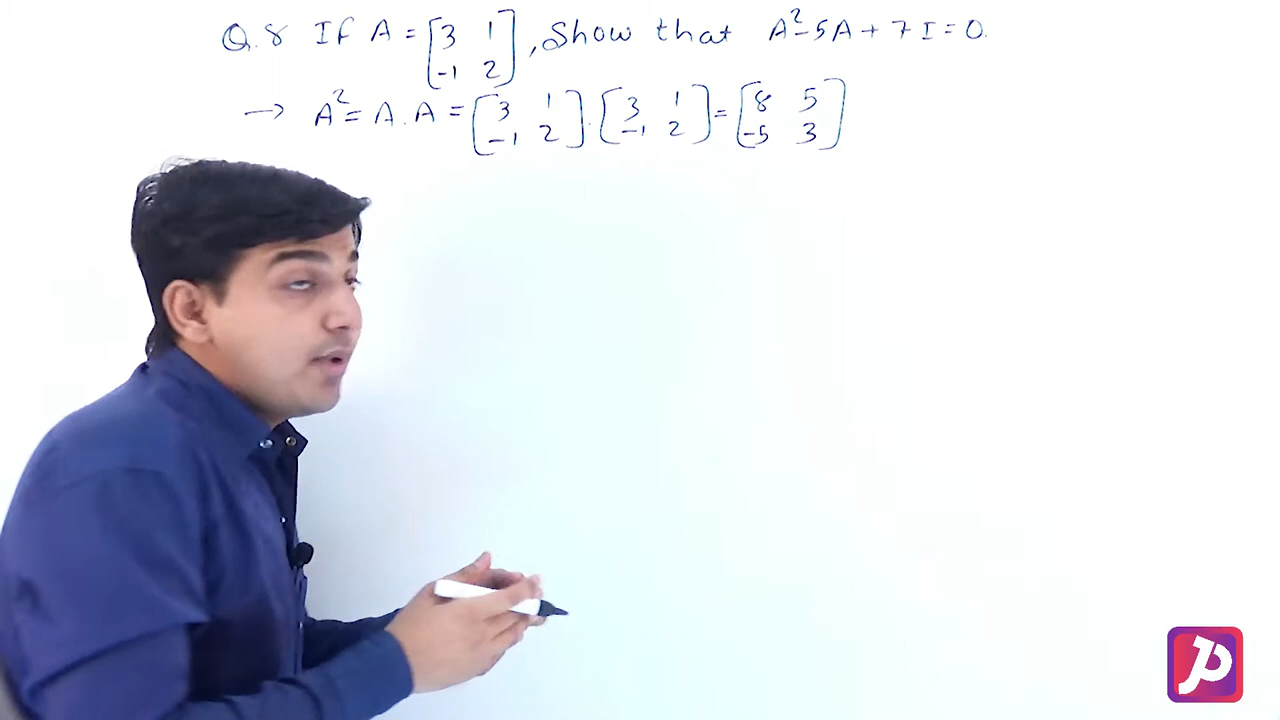 Q.8 If A = [3 1], Show that A²-5A+7I=0.
[-1 2]
→ A² = A.A = [3 1].[3 1] = [8 5]
[-1 2] [-1 2] [-5 3]
JP